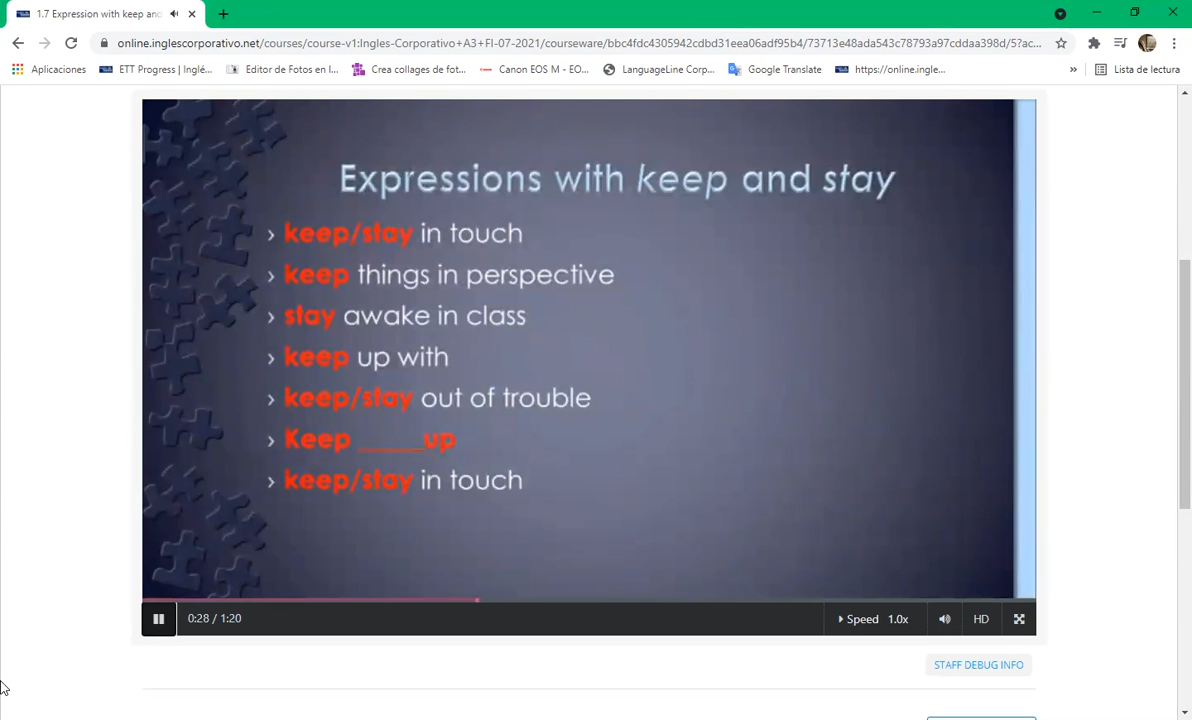 1.7 Expression with keep and
online.inglescorporativo.net/courses/course-v1:Ingles-Corporativo+A3+FI-07-2021/courseware/bbc4fdc4305942cdbd31eea06adf95b4/73713e48ada543c78793a97cddaa398d/5?ac...
Aplicaciones ETT Progress | Inglé... Editor de Fotos en l... Crea collages de fot... Canon EOS M - EO... LanguageLine Corp... Google Translate https://online.ingle... » Lista de lectura
Expressions with keep and stay
› keep/stay in touch
› keep things in perspective
› stay awake in class
› keep up with
› keep/stay out of trouble
› Keep _____up
› keep/stay in touch
0:28 / 1:20 Speed 1.0x HD
STAFF DEBUG INFO